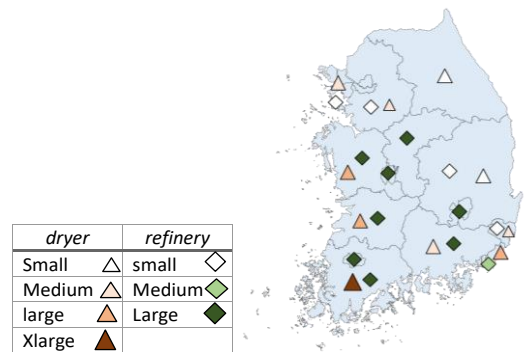 dryer refinery
Small small
Medium Medium
large Large
Xlarge